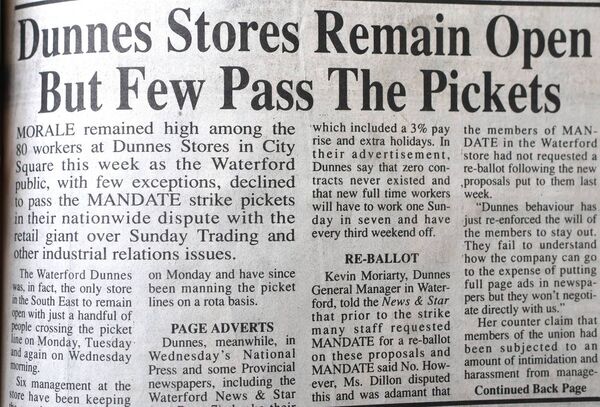 Dunnes Stores Remain Open
But Few Pass The Pickets
MORALE remained high among the
80 workers at Dunnes Stores in City
Square this week as the Waterford
public, with few exceptions, declined
to pass the MANDATE strike pickets
in their nationwide dispute with the
retail giant over Sunday Trading and
other industrial relations issues.
The Waterford Dunnes
was, in fact, the only store
in the South East to remain
open with just a handful of
people crossing the picket
line on Monday, Tuesday
and again on Wednesday
morning.
Six management at the
store have been keeping
on Monday and have since
been manning the picket
lines on a rota basis.
PAGE ADVERTS
Dunnes, meanwhile, in
Wednesday's National
Press and some Provincial
newspapers, including the
Waterford News & Star
their
which included a 3% pay
rise and extra holidays. In
their advertisement,
Dunnes say that zero
contracts never existed and
that new full time workers
will have to work one Sun-
day in seven and have
every third weekend off.
RE-BALLOT
Kevin Moriarty, Dunnes
General Manager in Water-
ford, told the News & Star
that prior to the strike
many staff requested
MANDATE for a re-ballot
on these proposals and
MANDATE said No. How-
ever, Ms. Dillon disputed
this and was adamant that
the members of MAN-
DATE in the Waterford
store had not requested a
re-ballot following the new
proposals put to them last
week.
"Dunnes behaviour has
just re-enforced the will of
the members to stay out.
They fail to understand
how the company can go
to the expense of putting
full page ads in newspa-
pers but they won't negoti-
ate directly with us."
Her counter claim that
members of the union had
been subjected to an
amount of intimidation and
harassment from manage-
Continued Back Page